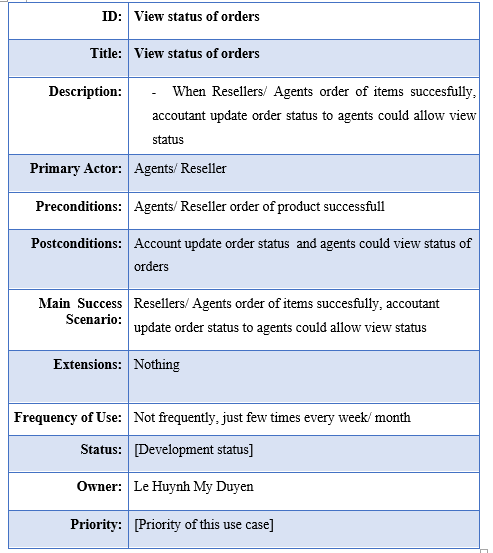 ID: View status of orders
Title: View status of orders
Description: - When Resellers/ Agents order of items succesfully,
accoutant update order status to agents could allow view
status
Primary Actor: Agents/ Reseller
Preconditions: Agents/ Reseller order of product successfull
Postconditions: Account update order status and agents could view status of
orders
Main Success Scenario: Resellers/ Agents order of items succesfully, accoutant
update order status to agents could allow view status
Extensions: Nothing
Frequency of Use: Not frequently, just few times every week/ month
Status: [Development status]
Owner: Le Huynh My Duyen
Priority: [Priority of this use case]